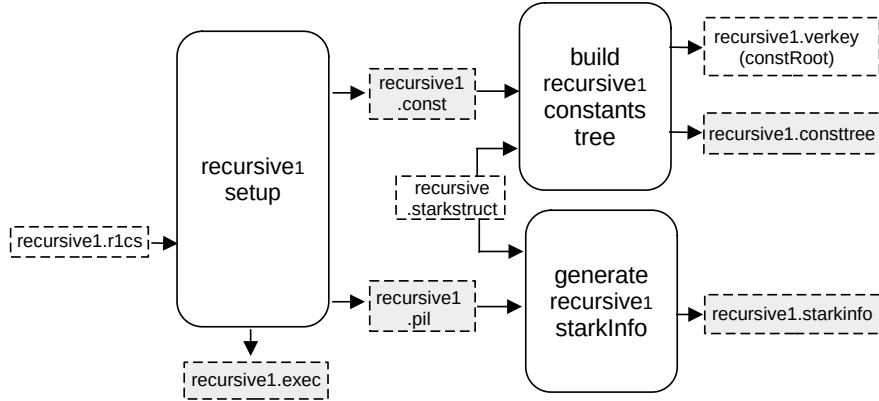 recursive1.r1cs
recursive1
setup
recursive1.exec
recursive1
.const
recursive
.starkstruct
recursive1
.pil
build
recursive1
constants
tree
generate
recursive1
starkInfo
recursive1.verkey
(constRoot)
recursive1.consttree
recursive1.starkinfo